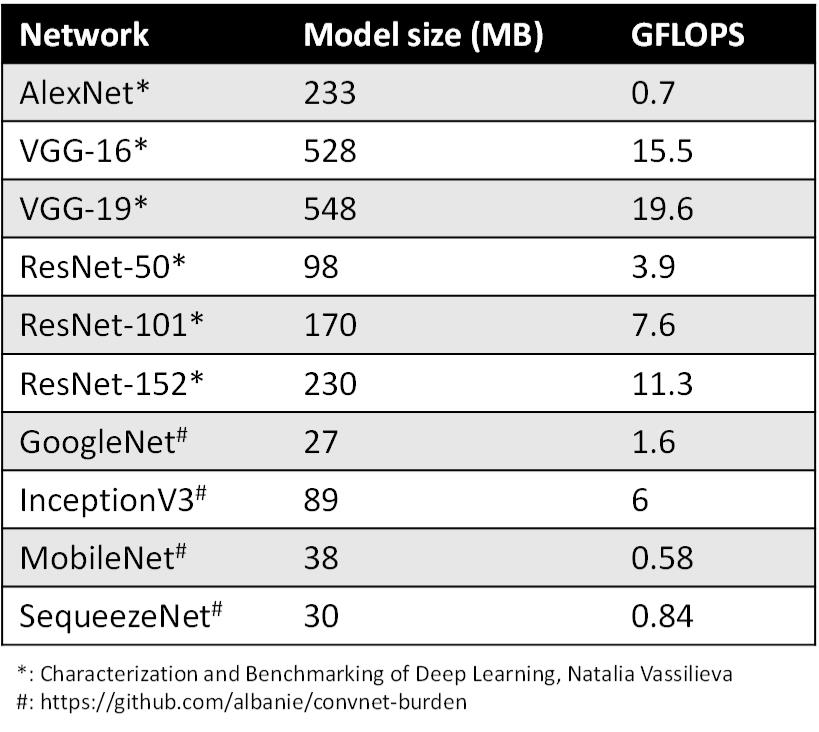 Network Model size (MB) GFLOPS
AlexNet* 233 0.7
VGG-16* 528 15.5
VGG-19* 548 19.6
ResNet-50* 98 3.9
ResNet-101* 170 7.6
ResNet-152* 230 11.3
GoogleNet# 27 1.6
InceptionV3# 89 6
MobileNet# 38 0.58
SequeezeNet# 30 0.84
*: Characterization and Benchmarking of Deep Learning, Natalia Vassilieva
#: https://github.com/albanie/convnet-burden